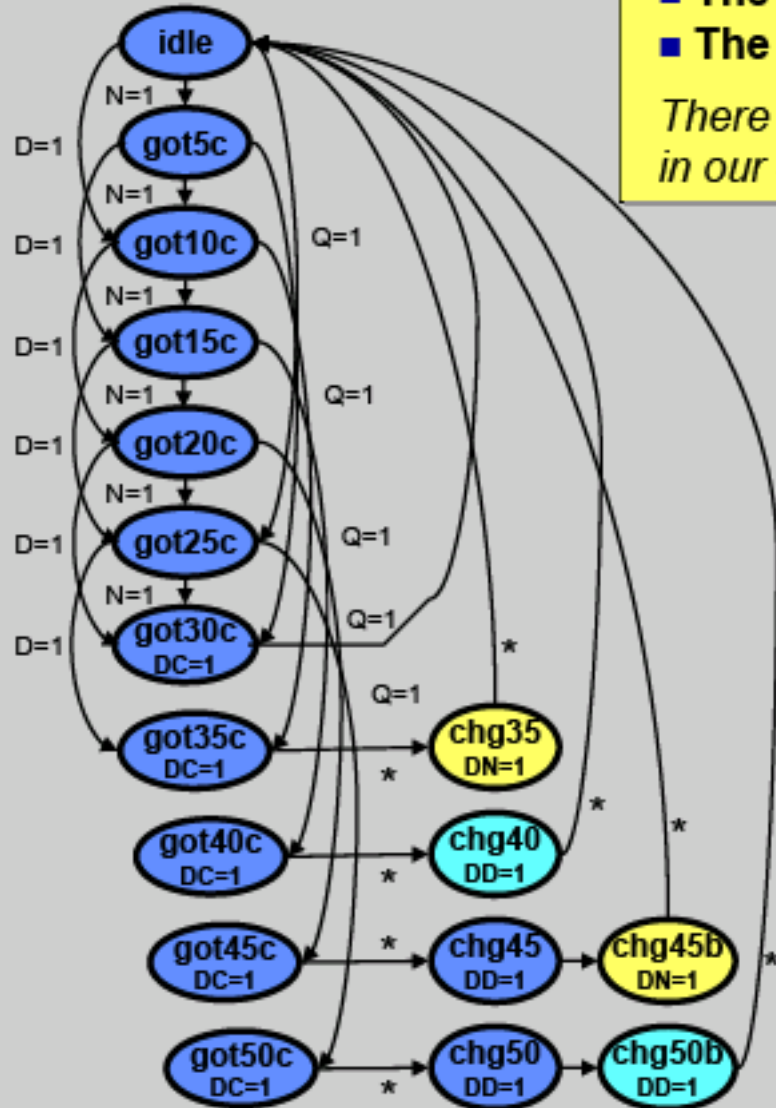 ■ The
■ The
There
in our
idle
N=1
D=1
got5c
N=1
D=1
got10c
Q=1
N=1
D=1
got15c
N=1
Q=1
D=1
got20c
N=1
D=1
got25c
Q=1
N=1
D=1
got30c
DC=1
Q=1
*
Q=1
got35c
DC=1
*
chg35
DN=1
got40c
DC=1
*
chg40
DD=1
*
*
got45c
DC=1
*
chg45
DD=1
chg45b
DN=1
*
got50c
DC=1
*
chg50
DD=1
chg50b
DD=1